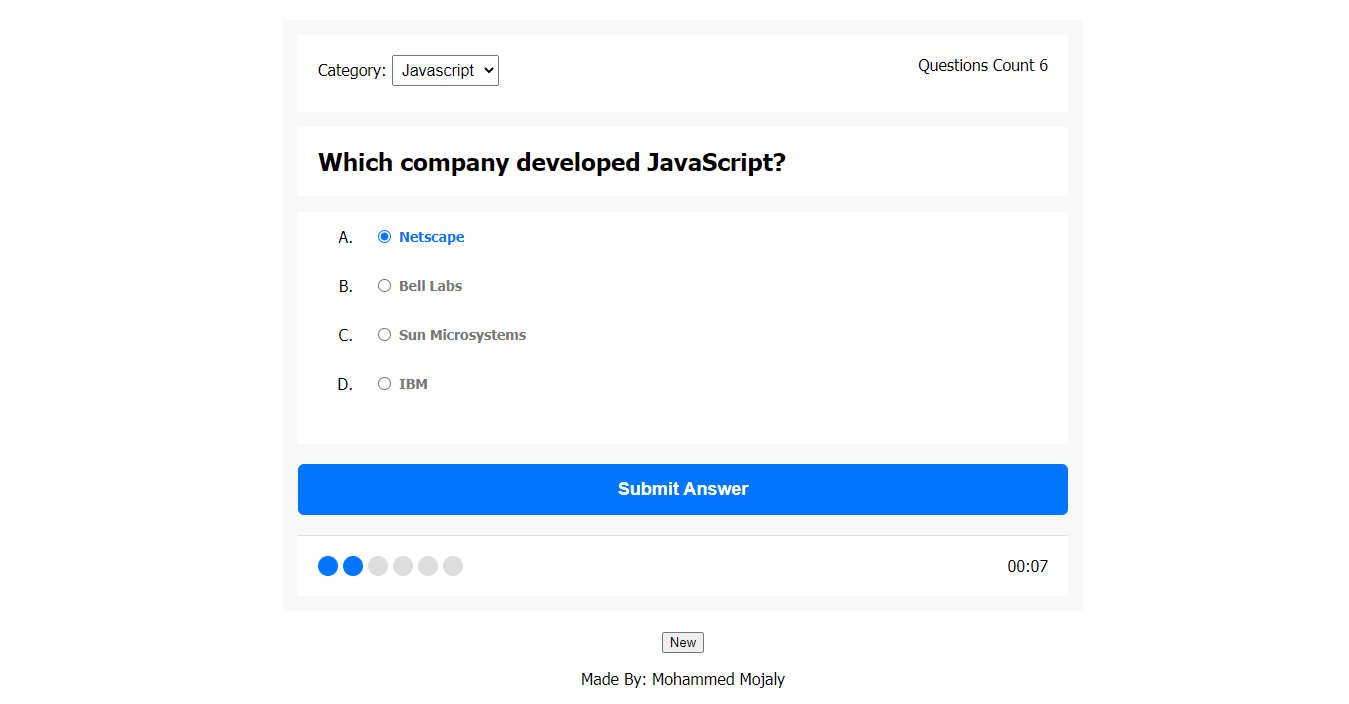 Category: Javascript
Questions Count 6
Which company developed JavaScript?
A. Netscape
B. Bell Labs
C. Sun Microsystems
D. IBM
Submit Answer
00:07
New
Made By: Mohammed Mojaly